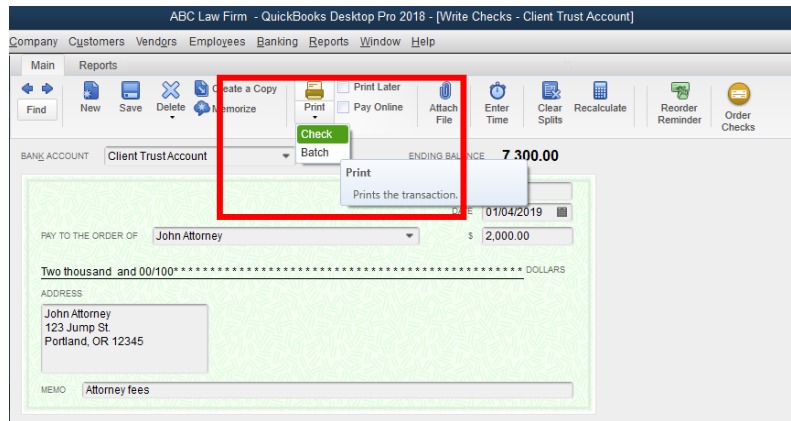 ABC Law Firm - QuickBooks Desktop Pro 2018 - [Write Checks - Client Trust Account]
Company Customers Vendors Employees Banking Reports Window Help
Main Reports
Find New Save Delete Create a Copy Memorize Print Print Later Pay Online Attach File Enter Time Clear Splits Recalculate Reorder Reminder Order Checks
Check
Batch
BANK ACCOUNT Client Trust Account ENDING BALANCE 7,300.00
Print
Prints the transaction.
DATE 01/04/2019
PAY TO THE ORDER OF John Attorney $ 2,000.00
Two thousand and 00/100* * * * * * * * * * * * * * * * * * * * * * * * * * * * * * * * * * * * * * * * * * * * * * * * * * DOLLARS
ADDRESS
John Attorney
123 Jump St.
Portland, OR 12345
MEMO Attorney fees